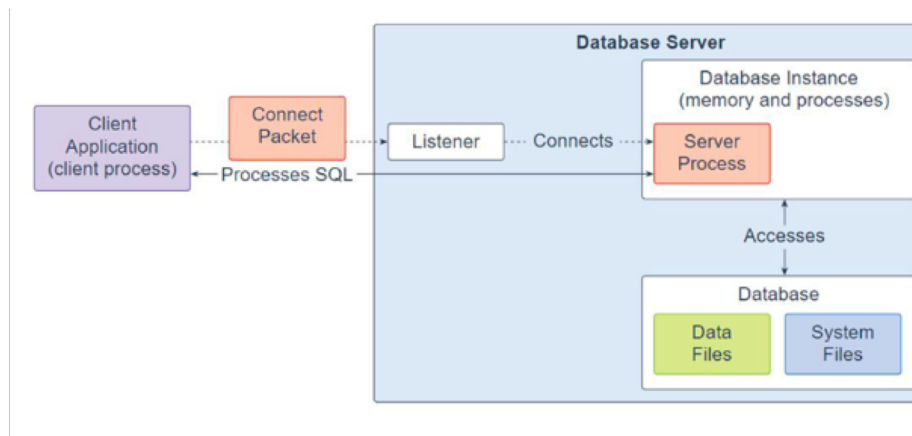 Database Server
Database Instance
(memory and processes)
Client
Application
(client process)
Connect
Packet
Listener
Connects
Server
Process
Processes SQL
Accesses
Database
Data
Files
System
Files